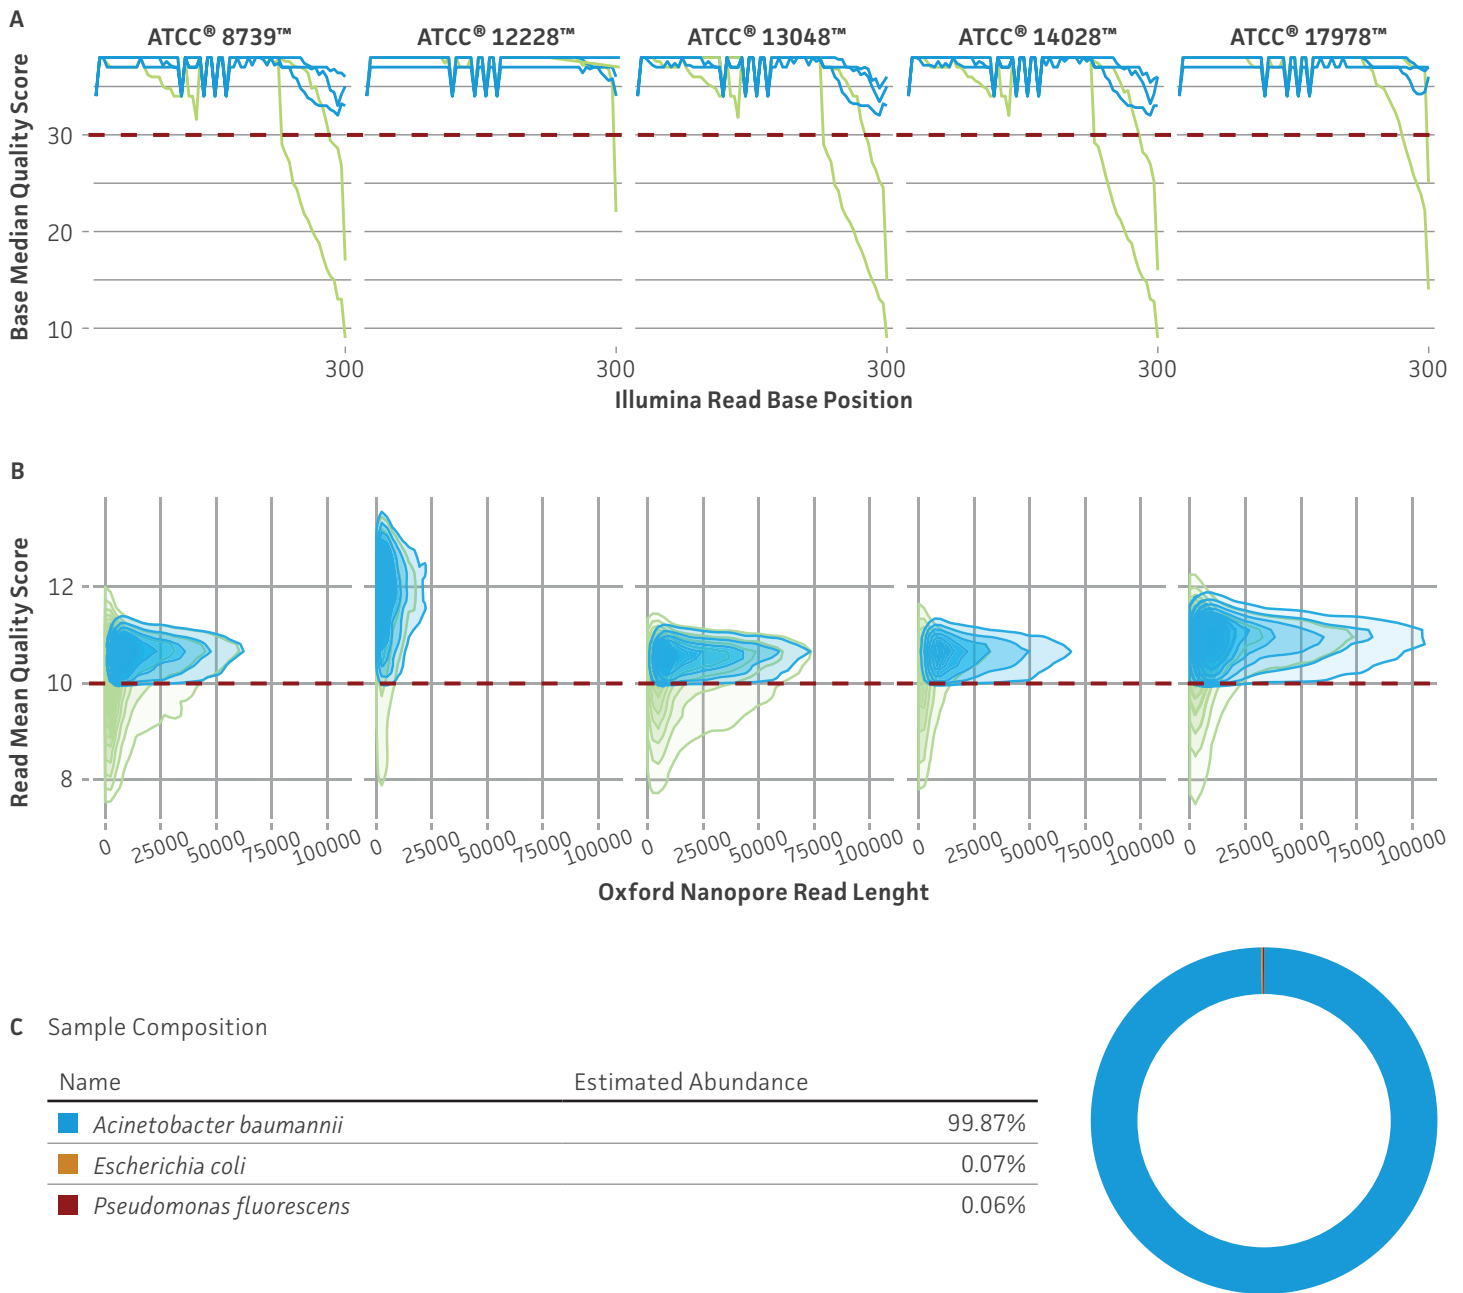 A
ATCC® 8739™ ATCC® 12228™ ATCC® 13048™ ATCC® 14028™ ATCC® 17978™
Base Median Quality Score
30
20
10
300 300 300 300 300
Illumina Read Base Position
B
Read Mean Quality Score
12
10
8
0 25000 50000 75000 100000 0 25000 50000 75000 100000 0 25000 50000 75000 100000 0 25000 50000 75000 100000 0 25000 50000 75000 100000
Oxford Nanopore Read Lenght
C Sample Composition
Name Estimated Abundance
Acinetobacter baumannii 99.87%
Escherichia coli 0.07%
Pseudomonas fluorescens 0.06%